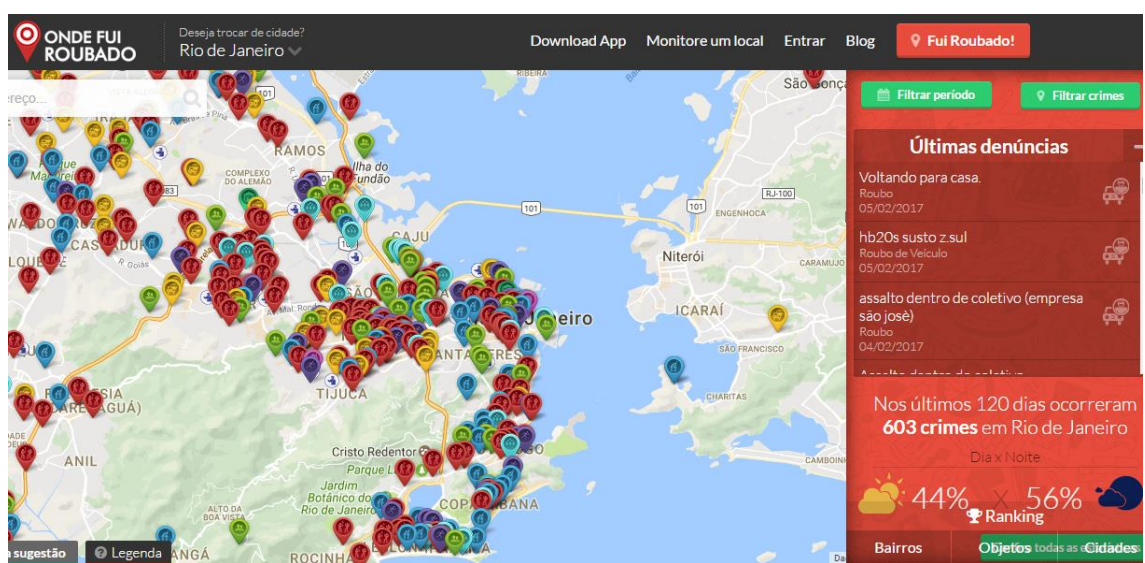 ONDE FUI
ROUBADO
Deseja trocar de cidade?
Rio de Janeiro
Download App
Monitore um local
Entrar
Blog
Fui Roubado!
Filtrar período
Filtrar crimes
Últimas denúncias
Voltando para casa.
Roubo
05/02/2017
hb20s susto z.sul
Roubo de Veículo
05/02/2017
assalto dentro de coletivo (empresa
são josè)
Roubo
04/02/2017
Nos últimos 120 dias ocorreram
603 crimes em Rio de Janeiro
Dia x Noite
44% x 56%
Ranking
Bairros
Objetos
Cidades
RIBEIRA
101
RAMOS
COMPLEXO
DO ALEMÃO
Ilha do
Fundão
101
RJ-100
101
ENGENHOCA
CAJU
R. Goiás
Niterói
CARAMUJO
ICARAÍ
SÃO FRANCISCO
TIJUCA
CHARITAS
ANIL
Cristo Redentor
Jardim
Botânico do
Rio de Janeiro
ALTO DA
BOA VISTA
ROCINHA
Legenda